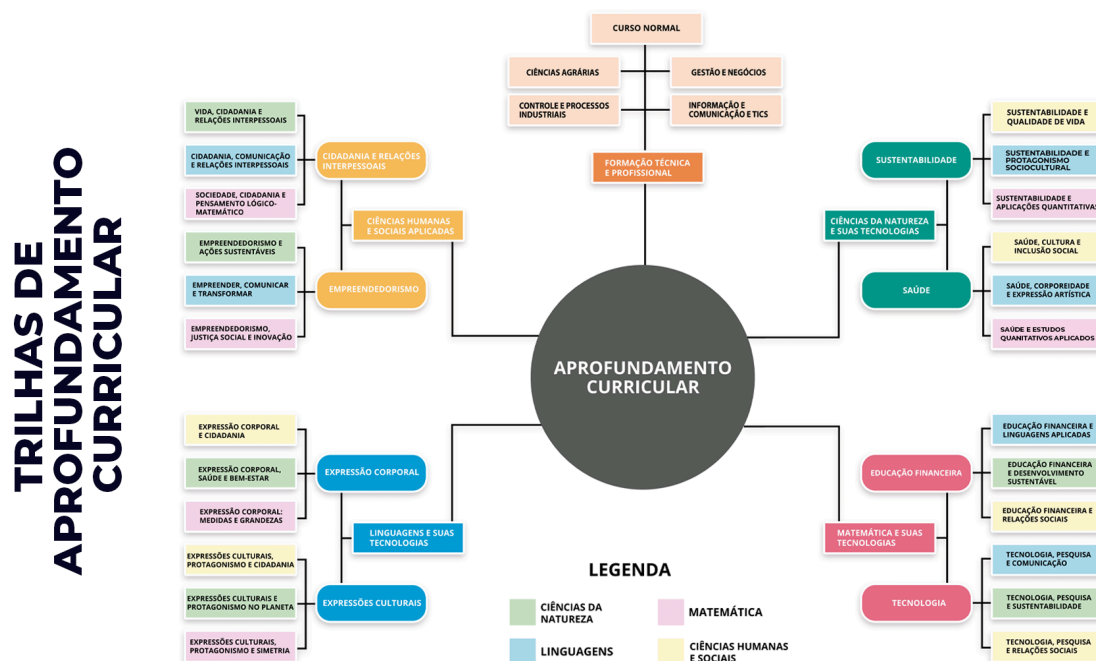 TRILHAS DE
APROFUNDAMENTO
CURRICULAR
CURSO NORMAL
CIÊNCIAS AGRÁRIAS
GESTÃO E NEGÓCIOS
CONTROLE E PROCESSOS
INDUSTRIAIS
INFORMAÇÃO E
COMUNICAÇÃO E TICS
FORMAÇÃO TÉCNICA
E PROFISSIONAL
VIDA, CIDADANIA E
RELAÇÕES INTERPESSOAIS
CIDADANIA, COMUNICAÇÃO
E RELAÇÕES INTERPESSOAIS
SOCIEDADE, CIDADANIA E
PENSAMENTO LÓGICO-
MATEMÁTICO
CIDADANIA E RELAÇÕES
INTERPESSOAIS
CIÊNCIAS HUMANAS
E SOCIAIS APLICADAS
EMPREENDEDORISMO E
AÇÕES SUSTENTÁVEIS
EMPREENDER, COMUNICAR
E TRANSFORMAR
EMPREENDEDORISMO,
JUSTIÇA SOCIAL E INOVAÇÃO
EMPREENDEDORISMO
SUSTENTABILIDADE
SUSTENTABILIDADE E
QUALIDADE DE VIDA
SUSTENTABILIDADE E
PROTAGONISMO
SOCIOCULTURAL
SUSTENTABILIDADE E
APLICAÇÕES QUANTITATIVAS
CIÊNCIAS DA NATUREZA
E SUAS TECNOLOGIAS
SAÚDE
SAÚDE, CULTURA E
INCLUSÃO SOCIAL
SAÚDE, CORPOREIDADE
E EXPRESSÃO ARTÍSTICA
SAÚDE E ESTUDOS
QUANITATIVOS APLICADOS
APROFUNDAMENTO
CURRICULAR
EXPRESSÃO CORPORAL
E CIDADANIA
EXPRESSÃO CORPORAL,
SAÚDE E BEM-ESTAR
EXPRESSÃO CORPORAL:
MEDIDAS E GRANDEZAS
EXPRESSÃO CORPORAL
LINGUAGENS E SUAS
TECNOLOGIAS
EXPRESSÕES CULTURAIS,
PROTAGONISMO E CIDADANIA
EXPRESSÕES CULTURAIS E
PROTAGONISMO NO PLANETA
EXPRESSÕES CULTURAIS,
PROTAGONISMO E SIMETRIA
EXPRESSÕES CULTURAIS
EDUCAÇÃO FINANCEIRA
EDUCAÇÃO FINANCEIRA E
LINGUAGENS APLICADAS
EDUCAÇÃO FINANCEIRA
E DESENVOLVIMENTO
SUSTENTÁVEL
EDUCAÇÃO FINANCEIRA E
RELAÇÕES SOCIAIS
MATEMÁTICA E SUAS
TECNOLOGIAS
TECNOLOGIA
TECNOLOGIA, PESQUISA
E COMUNICAÇÃO
TECNOLOGIA, PESQUISA
E SUSTENTABILIDADE
TECNOLOGIA, PESQUISA
E RELAÇÕES SOCIAIS
LEGENDA
CIÊNCIAS DA
NATUREZA
MATEMÁTICA
LINGUAGENS
CIÊNCIAS HUMANAS
E SOCIAIS